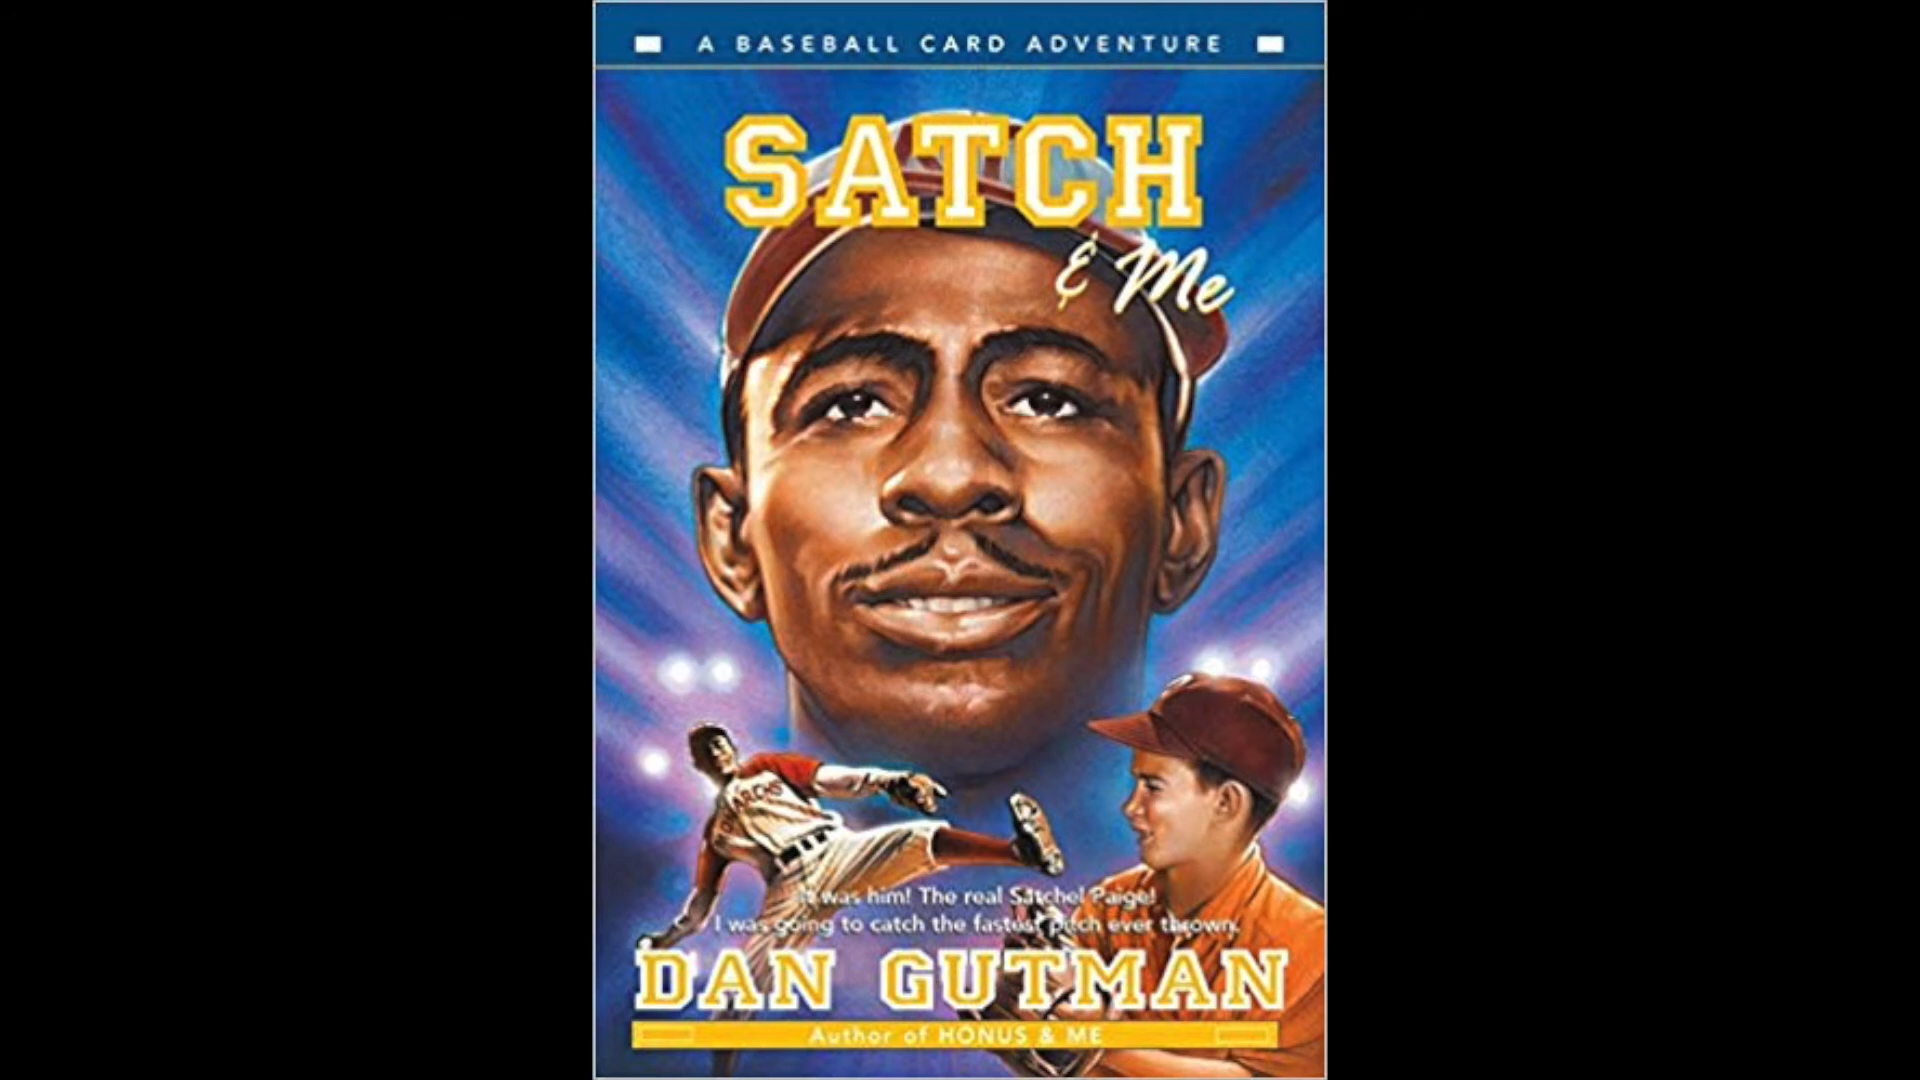 A BASEBALL CARD ADVENTURE
SATCH
& Me
ARCHS
It was him! The real Satchel Paige!
I was going to catch the fastest pitch ever thrown.
DAN GUTMAN
Author of HONUS & ME